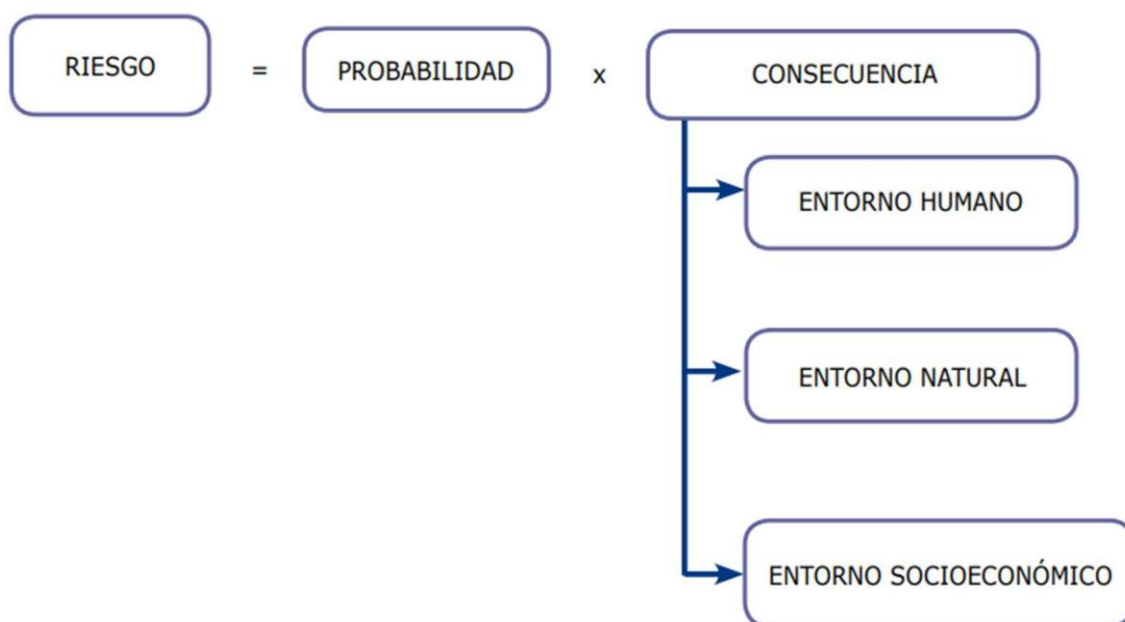 RIESGO = PROBABILIDAD x CONSECUENCIA
ENTORNO HUMANO
ENTORNO NATURAL
ENTORNO SOCIOECONÓMICO